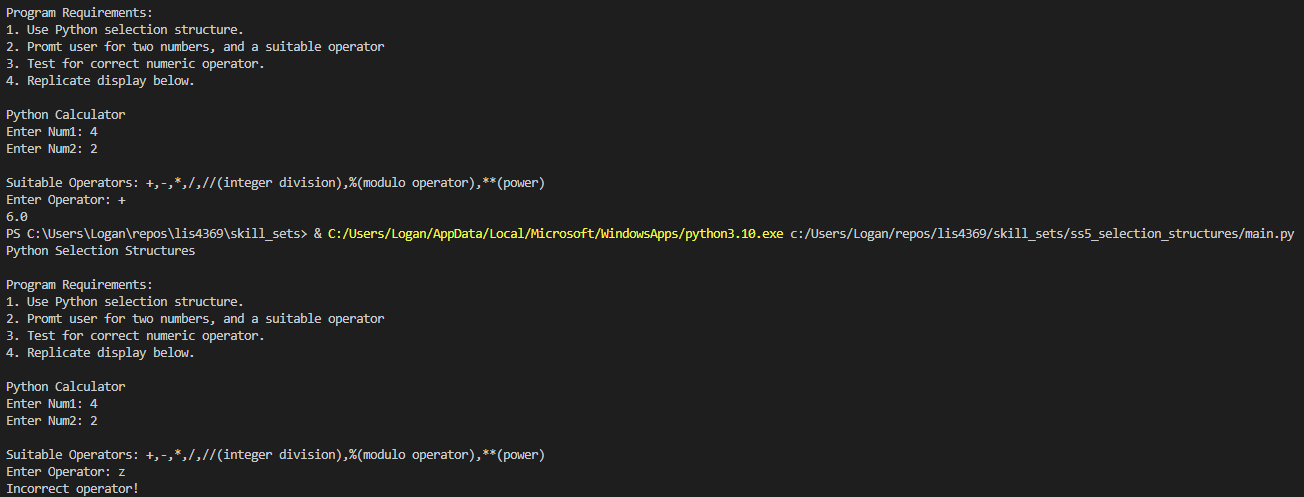 Program Requirements:
1. Use Python selection structure.
2. Promt user for two numbers, and a suitable operator
3. Test for correct numeric operator.
4. Replicate display below.

Python Calculator
Enter Num1: 4
Enter Num2: 2

Suitable Operators: +,-,*,/,//(integer division),%(modulo operator),**(power)
Enter Operator: +
6.0
PS C:\Users\Logan\repos\lis4369\skill_sets> & C:/Users/Logan/AppData/Local/Microsoft/WindowsApps/python3.10.exe c:/Users/Logan/repos/lis4369/skill_sets/ss5_selection_structures/main.py
Python Selection Structures

Program Requirements:
1. Use Python selection structure.
2. Promt user for two numbers, and a suitable operator
3. Test for correct numeric operator.
4. Replicate display below.

Python Calculator
Enter Num1: 4
Enter Num2: 2

Suitable Operators: +,-,*,/,//(integer division),%(modulo operator),**(power)
Enter Operator: z
Incorrect operator!